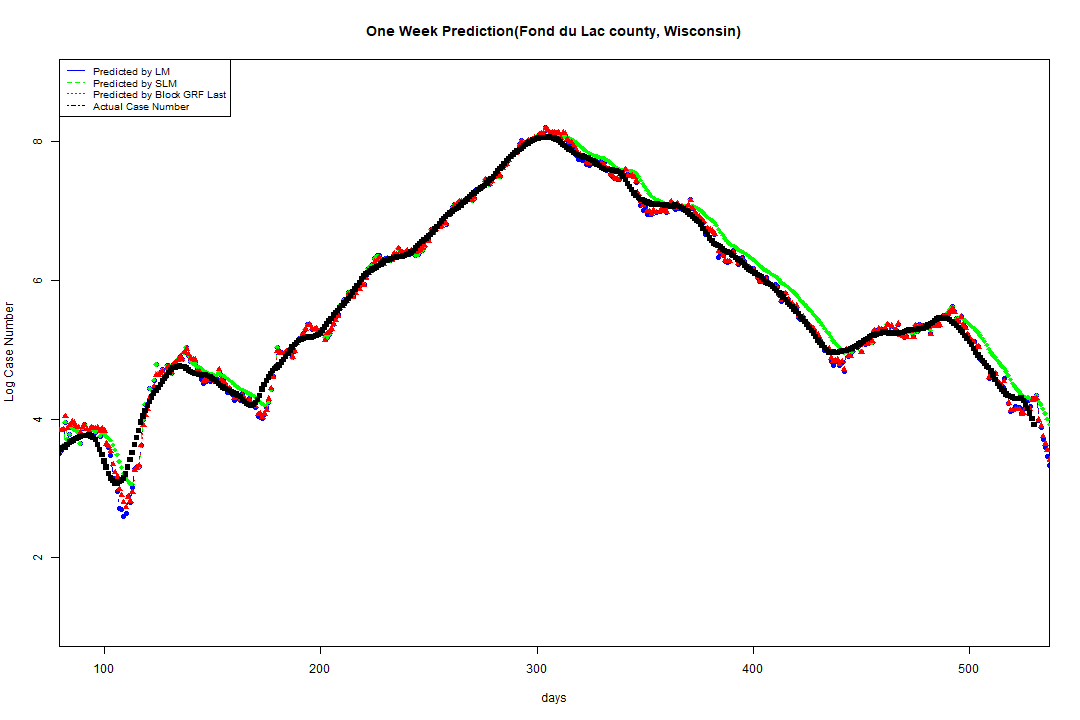 One Week Prediction(Fond du Lac county, Wisconsin)
Predicted by LM
Predicted by SLM
Predicted by Block GRF Last
Actual Case Number
8
6
4
2
Log Case Number
100 200 300 400 500
days